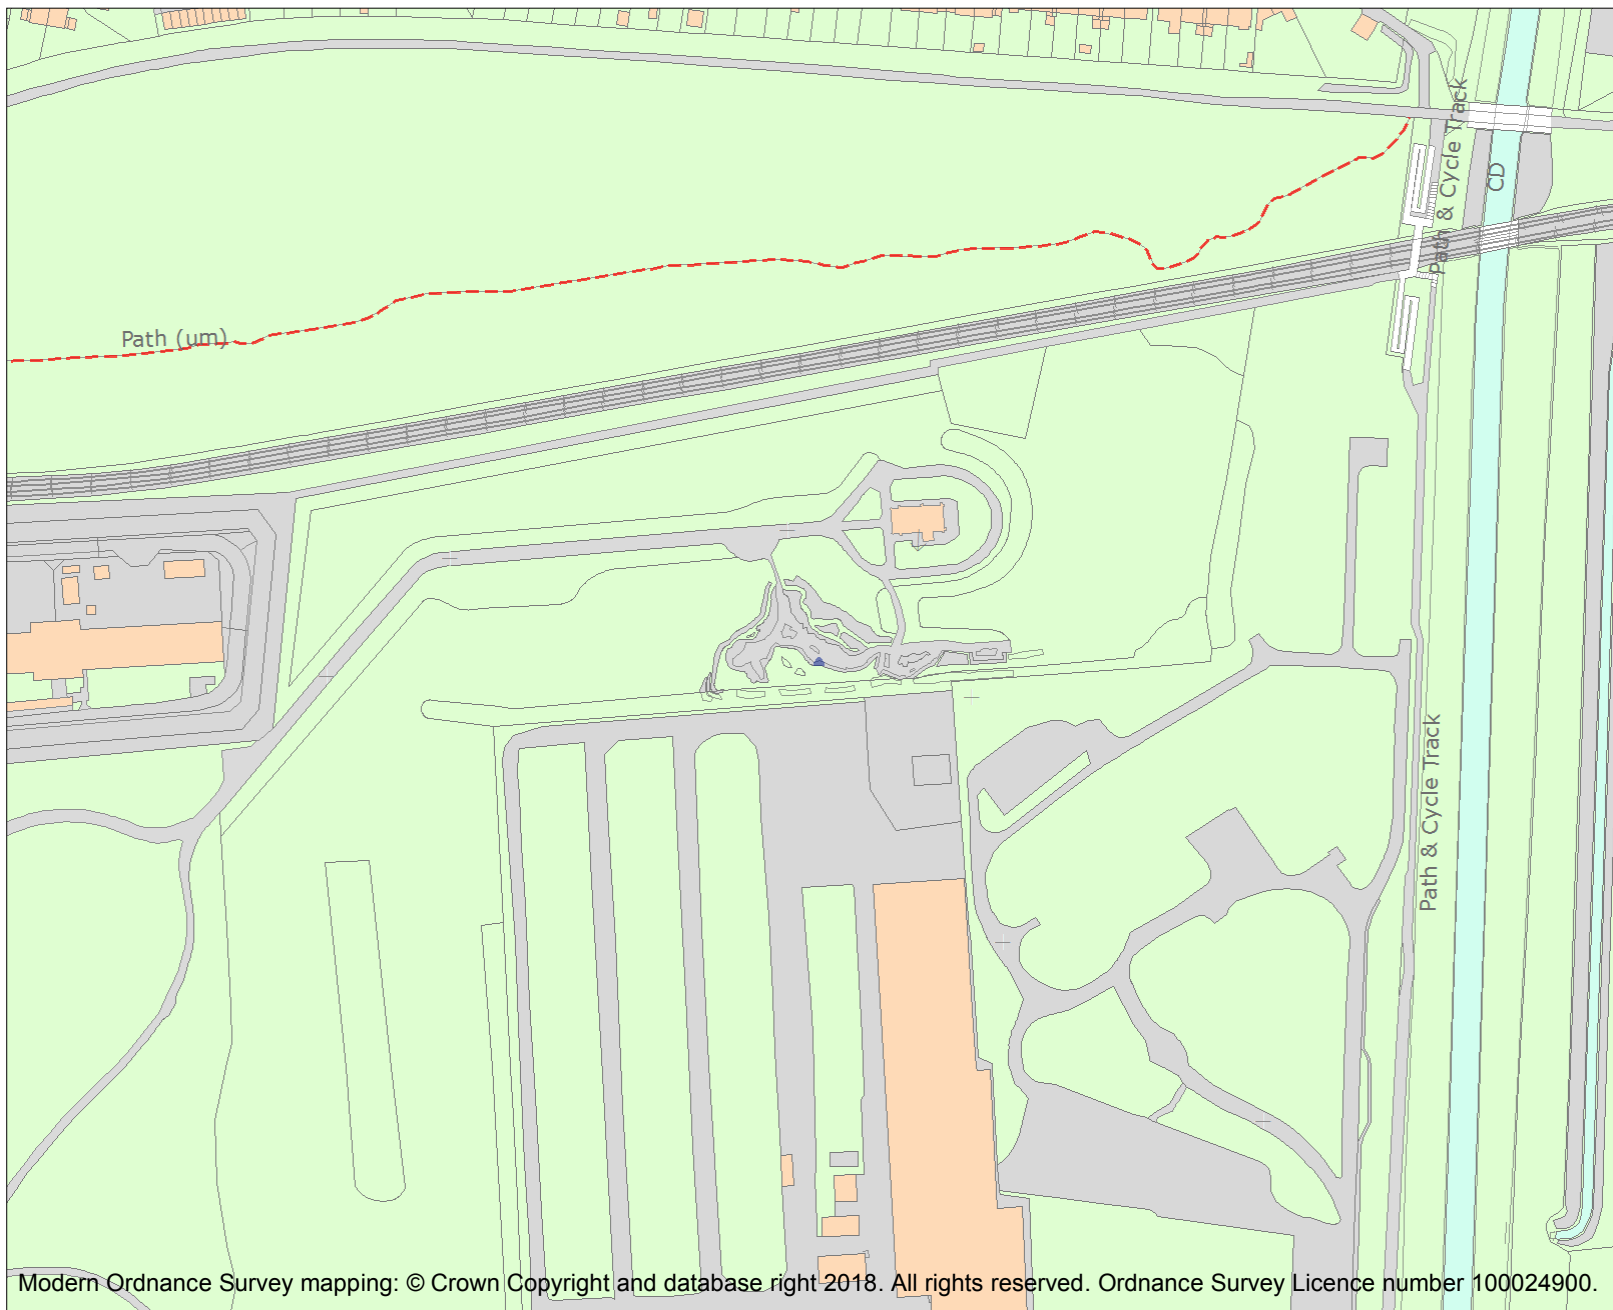 Path & Cycle Track
CD
Path (um)
Path & Cycle Track
Modern Ordnance Survey mapping: © Crown Copyright and database right 2018. All rights reserved. Ordnance Survey Licence number 100024900.